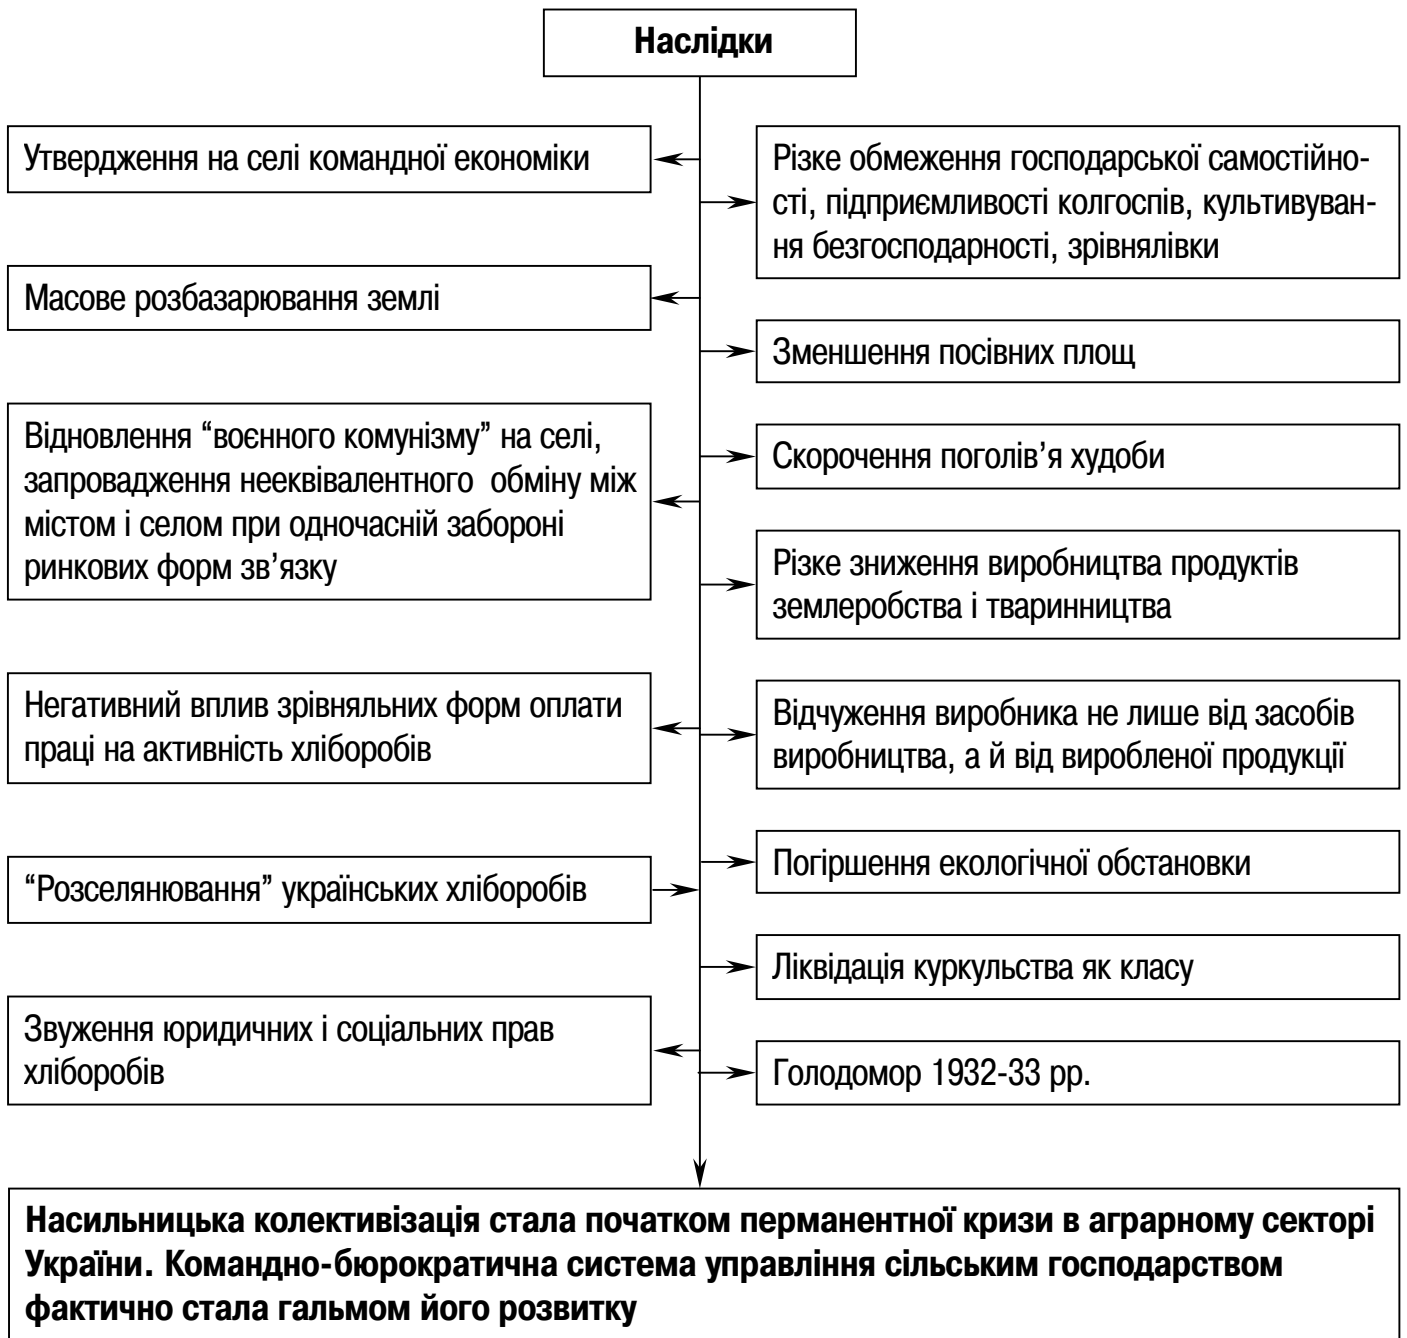 Наслідки
Утвердження на селі командної економіки
Різке обмеження господарської самостійно-
сті, підприємливості колгоспів, культивуван-
ня безгосподарності, зрівнялівки
Масове розбазарювання землі
Зменшення посівних площ
Відновлення “воєнного комунізму” на селі,
запровадження нееквівалентного обміну між
містом і селом при одночасній забороні
ринкових форм зв’язку
Скорочення поголів’я худоби
Різке зниження виробництва продуктів
землеробства і тваринництва
Негативний вплив зрівняльних форм оплати
праці на активність хліборобів
Відчуження виробника не лише від засобів
виробництва, а й від виробленої продукції
“Розселянювання” українських хліборобів
Погіршення екологічної обстановки
Ліквідація куркульства як класу
Звуження юридичних і соціальних прав
хліборобів
Голодомор 1932-33 рр.
Насильницька колективізація стала початком перманентної кризи в аграрному секторі
України. Командно-бюрократична система управління сільським господарством
фактично стала гальмом його розвитку